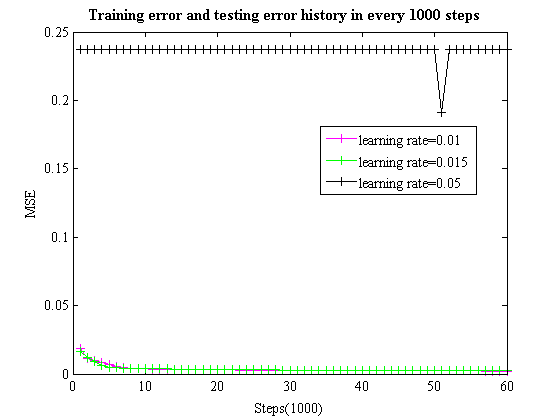 Training error and testing error history in every 1000 steps
0.25
0.2
0.15
0.1
0.05
0
MSE
learning rate=0.01
learning rate=0.015
learning rate=0.05
0 10 20 30 40 50 60
Steps(1000)